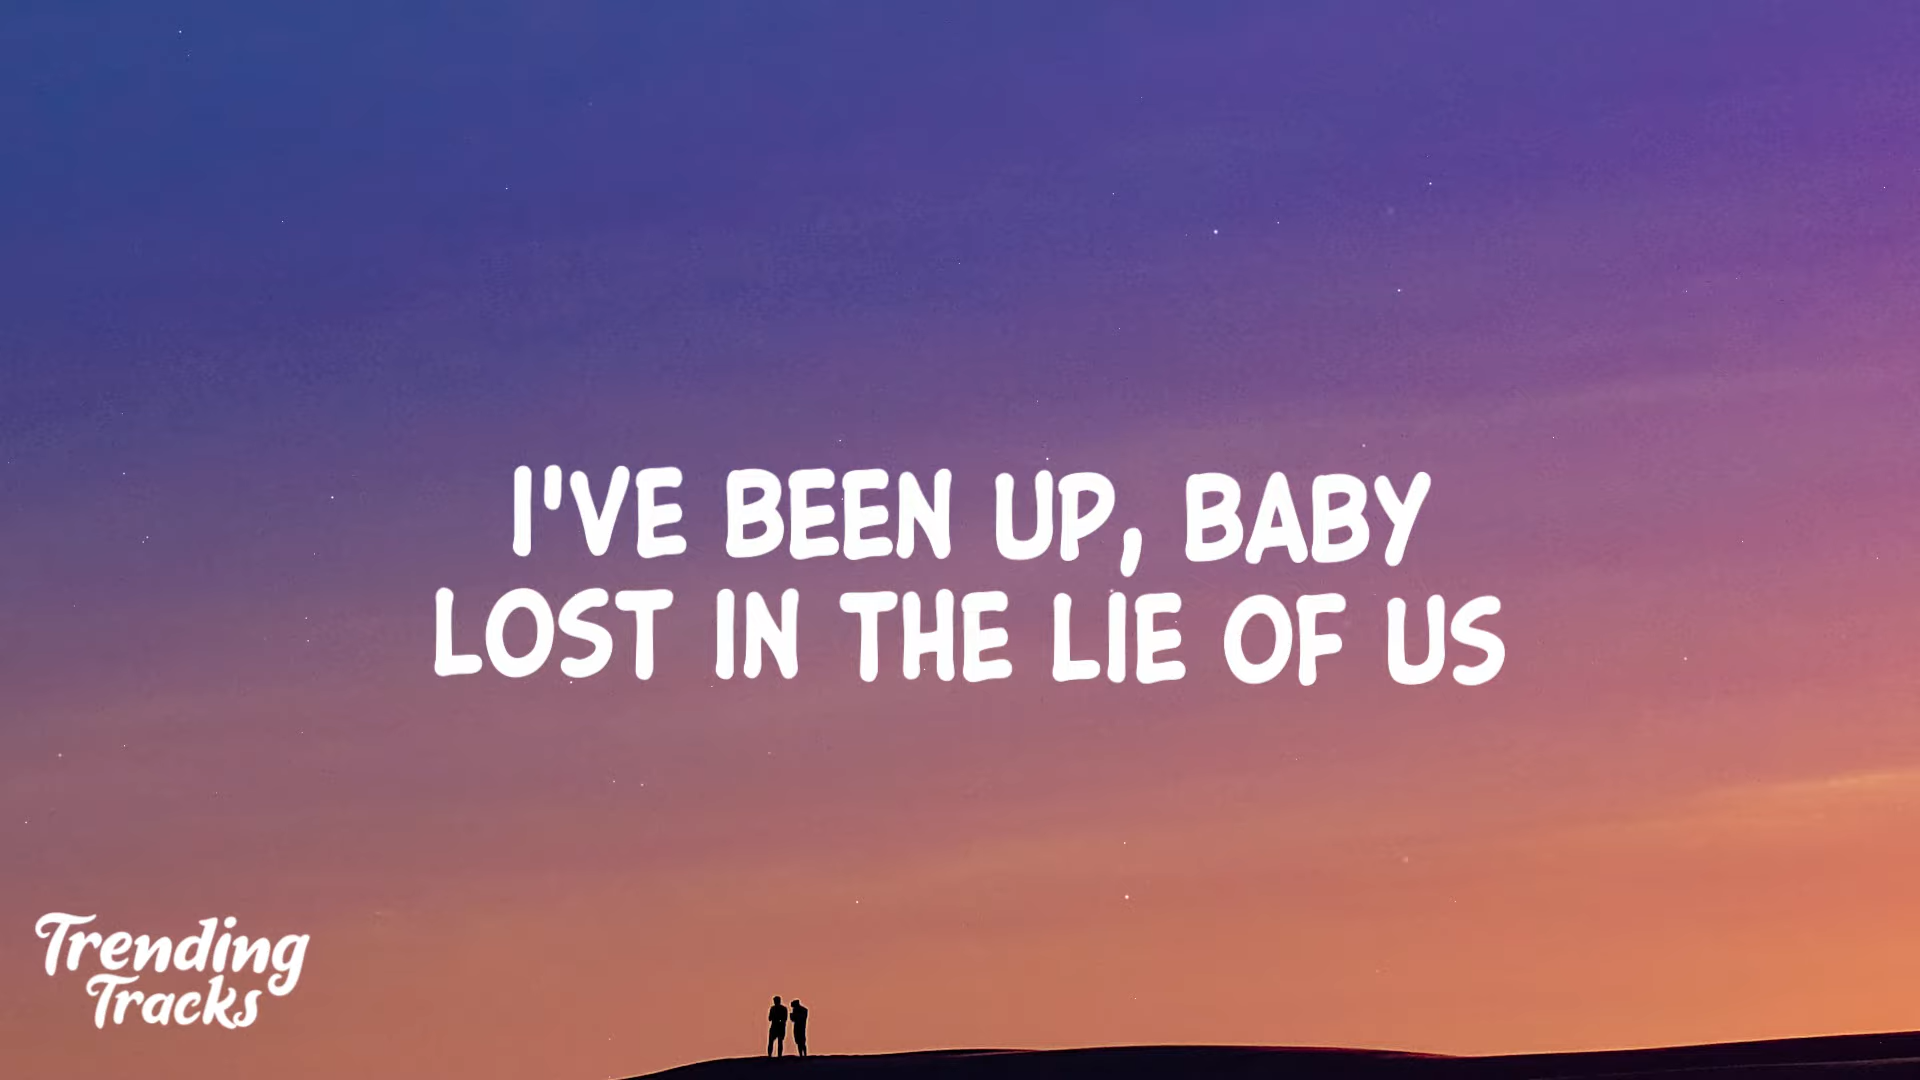 I'VE BEEN UP, BABY
LOST IN THE LIE OF US
Trending
Tracks